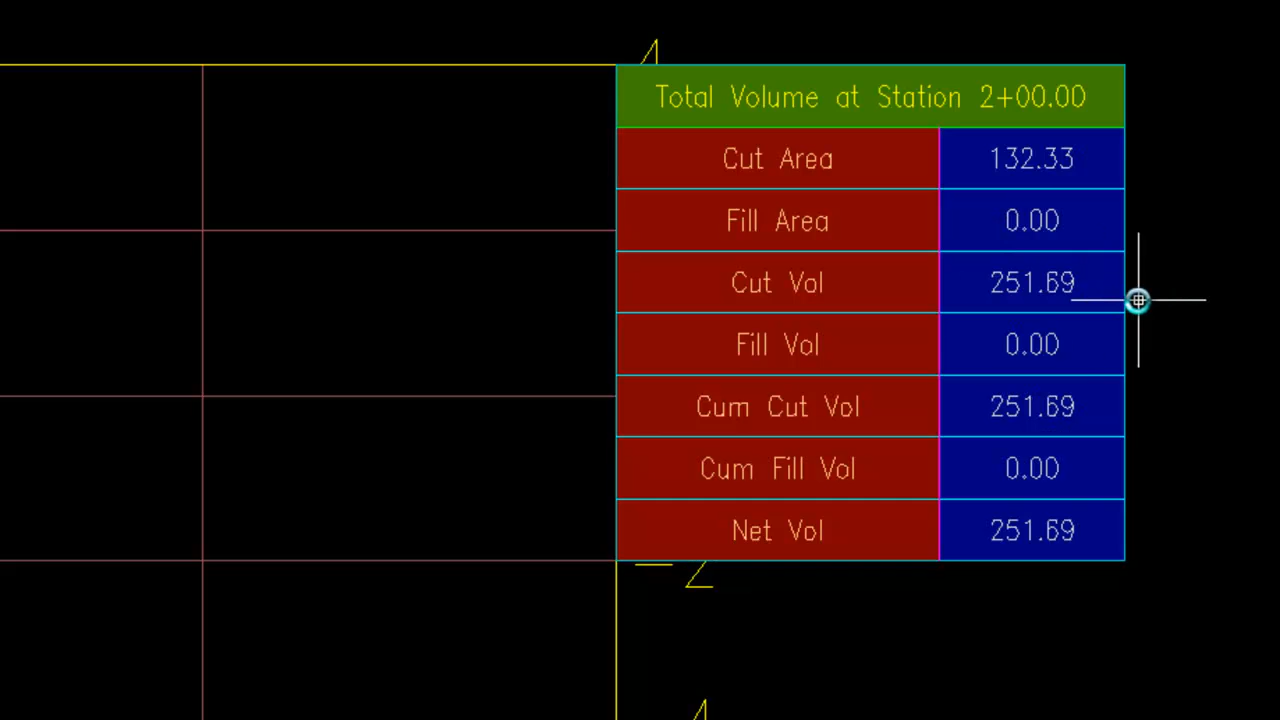 4
Total Volume at Station 2+00.00
Cut Area 132.33
Fill Area 0.00
Cut Vol 251.69
Fill Vol 0.00
Cum Cut Vol 251.69
Cum Fill Vol 0.00
Net Vol 251.69